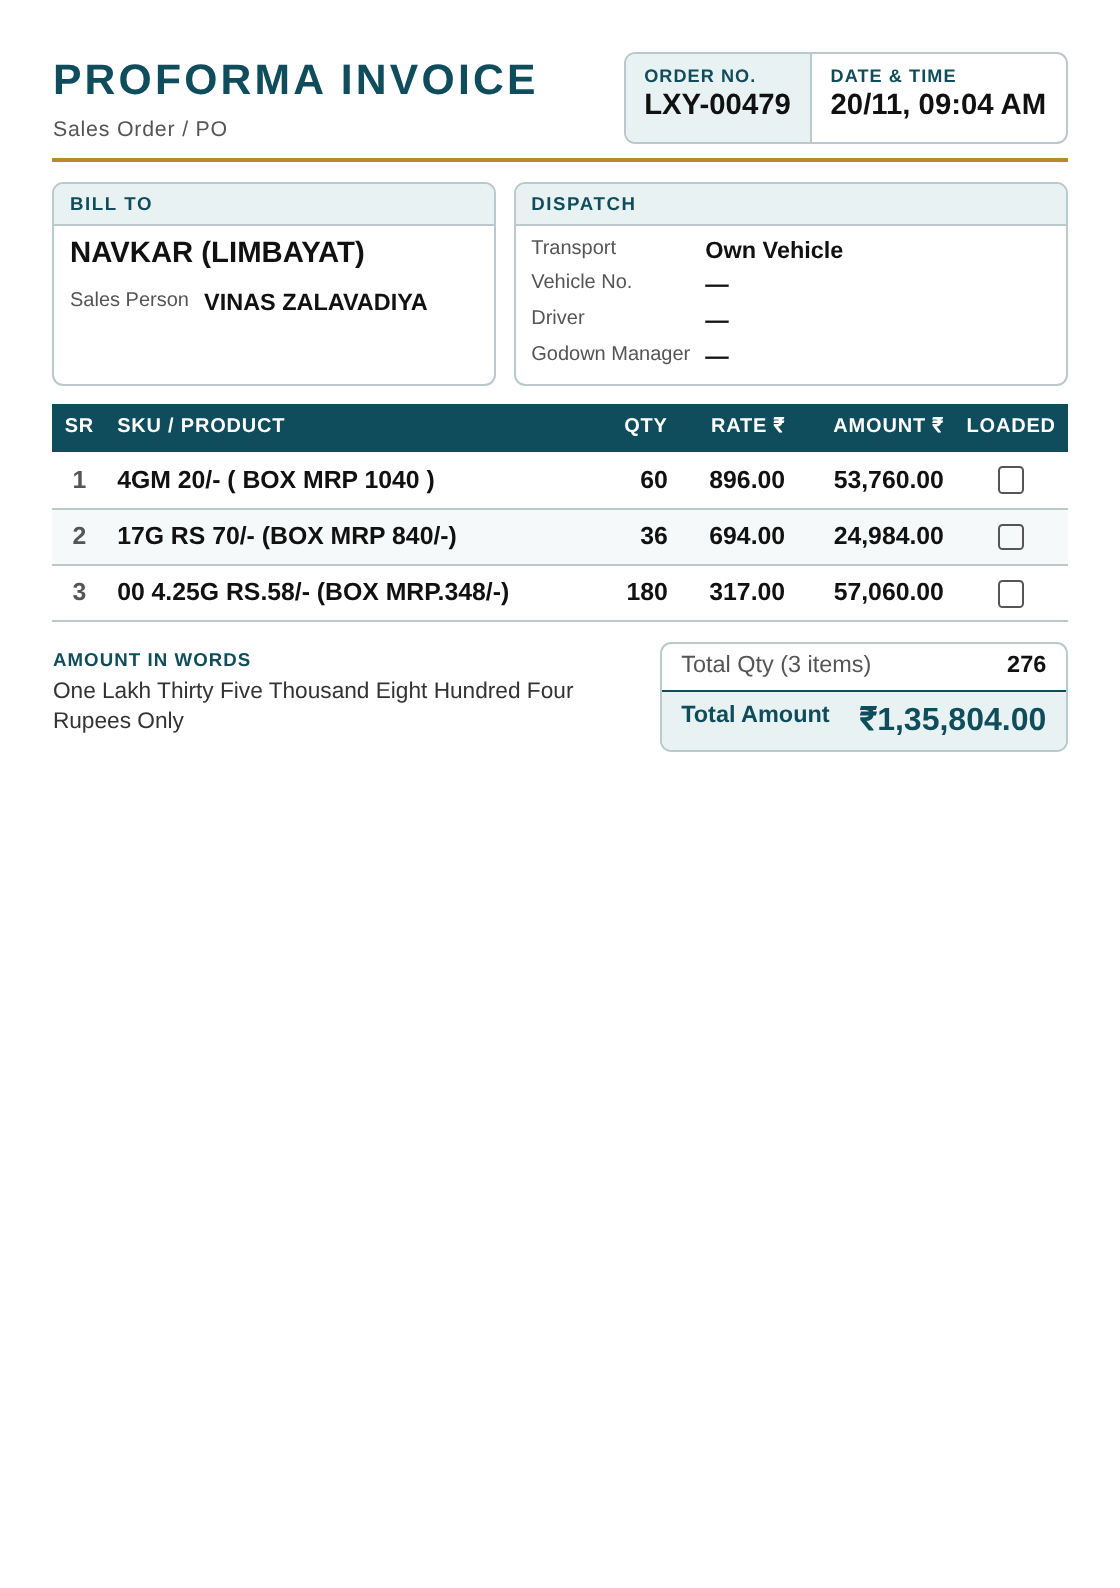 PROFORMA INVOICE
Sales Order / PO
ORDER NO.
LXY-00479
DATE & TIME
20/11, 09:04 AM
BILL TO
NAVKAR (LIMBAYAT)
Sales Person VINAS ZALAVADIYA
DISPATCH
Transport Own Vehicle
Vehicle No. —
Driver —
Godown Manager —
SR SKU / PRODUCT QTY RATE ₹ AMOUNT ₹ LOADED
1 4GM 20/- ( BOX MRP 1040 ) 60 896.00 53,760.00
2 17G RS 70/- (BOX MRP 840/-) 36 694.00 24,984.00
3 00 4.25G RS.58/- (BOX MRP.348/-) 180 317.00 57,060.00
AMOUNT IN WORDS
One Lakh Thirty Five Thousand Eight Hundred Four
Rupees Only
Total Qty (3 items) 276
Total Amount ₹1,35,804.00